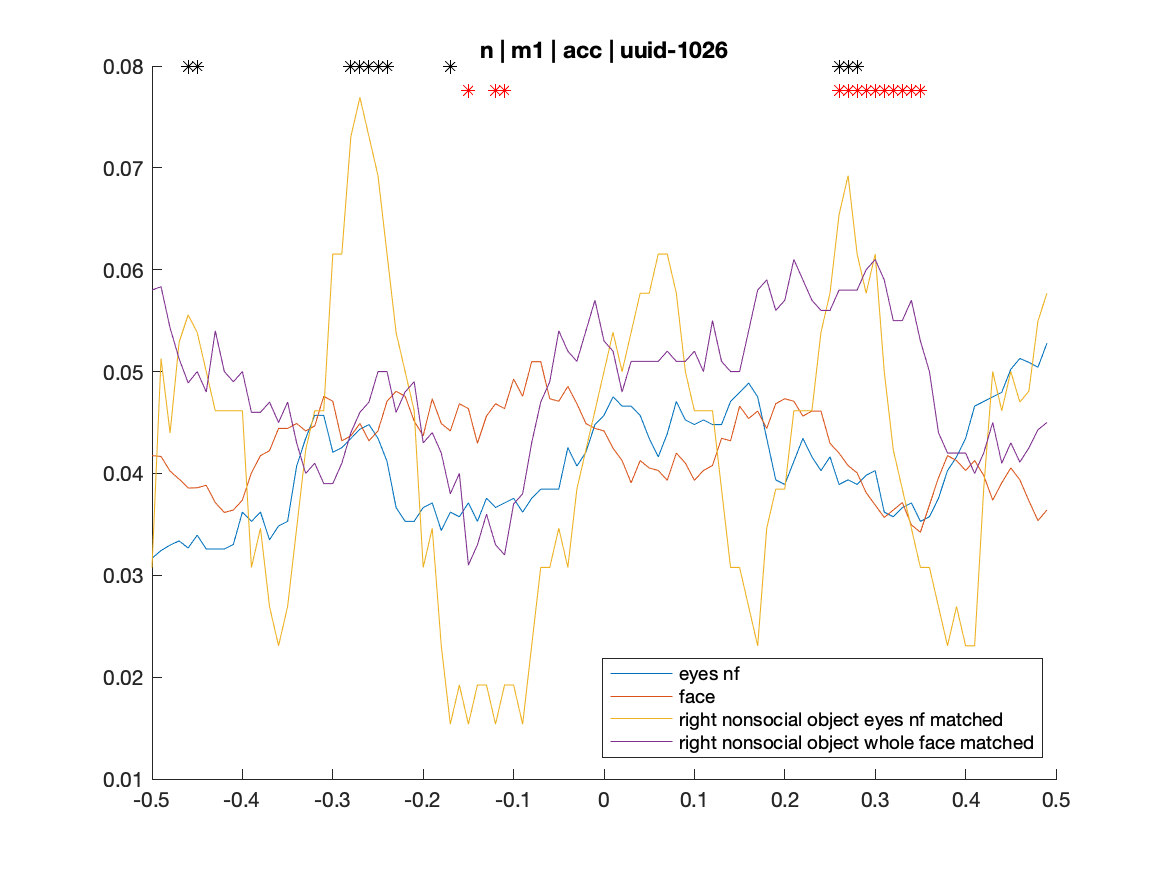 n | m1 | acc | uuid-1026
0.08
0.07
0.06
0.05
0.04
0.03
0.02
0.01
eyes nf
face
right nonsocial object eyes nf matched
right nonsocial object whole face matched
-0.5 -0.4 -0.3 -0.2 -0.1 0 0.1 0.2 0.3 0.4 0.5